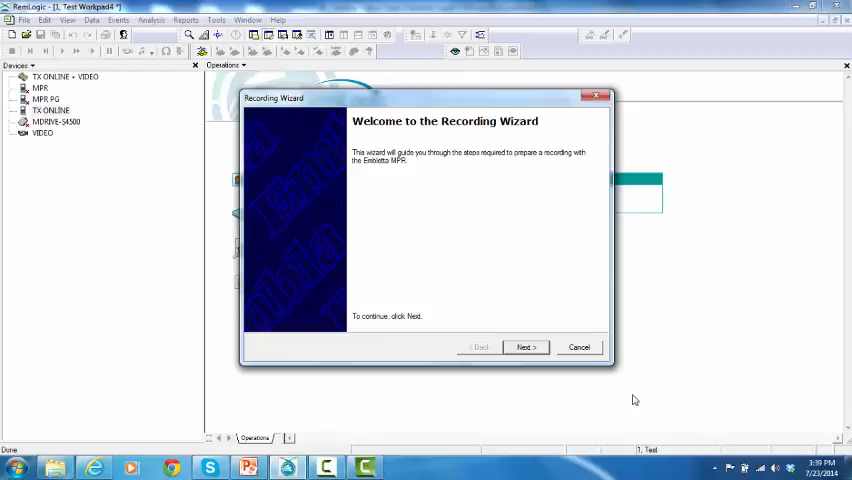 RemLogic - [1, Test Workpad4 *]
File Edit View Data Events Analysis Reports Tools Window Help
Devices
Operations
TX ONLINE + VIDEO
MPR
MPR PG
TX ONLINE
MDRIVE-S4500
VIDEO
Recording Wizard
Welcome to the Recording Wizard
This wizard will guide you through the steps required to prepare a recording with
the Embletta MPR.
To continue, click Next.
< Back
Next >
Cancel
Operations
Done
1, Test
3:39 PM
7/23/2014